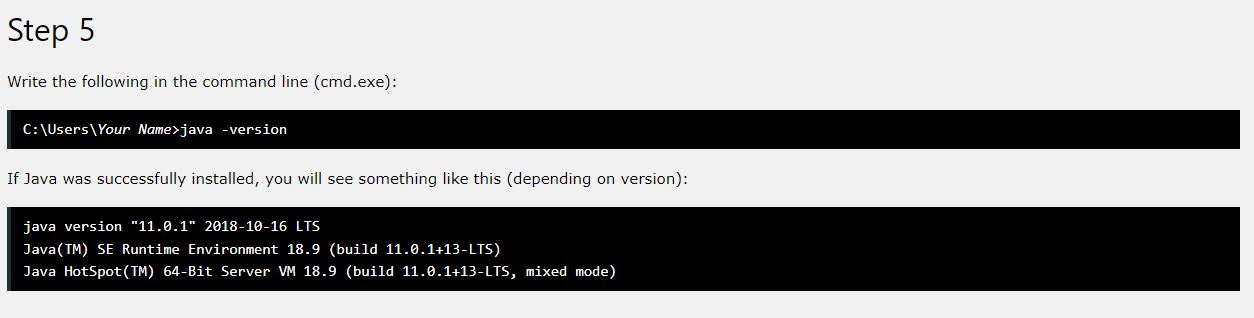 Step 5
Write the following in the command line (cmd.exe):
C:\Users\Your Name>java -version
If Java was successfully installed, you will see something like this (depending on version):
java version "11.0.1" 2018-10-16 LTS
Java(TM) SE Runtime Environment 18.9 (build 11.0.1+13-LTS)
Java HotSpot(TM) 64-Bit Server VM 18.9 (build 11.0.1+13-LTS, mixed mode)